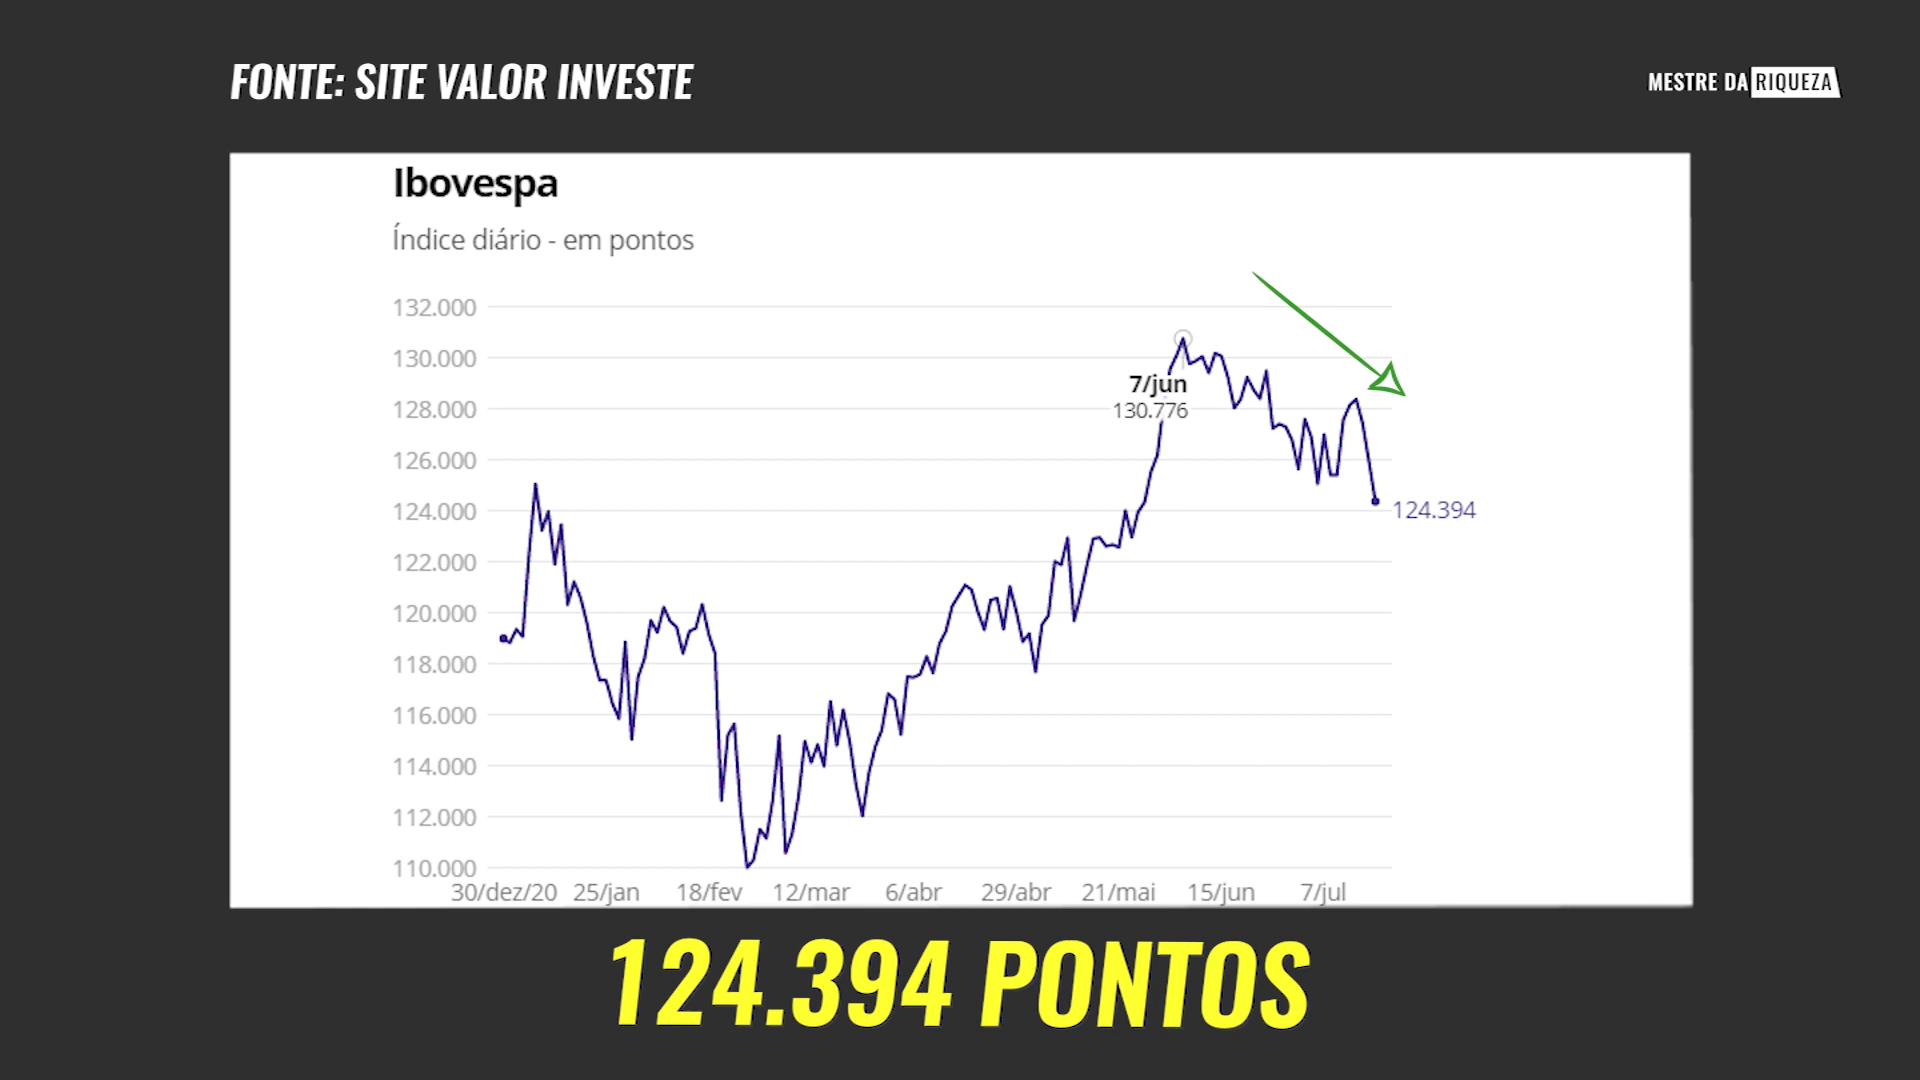 FONTE: SITE VALOR INVESTE
MESTRE DA RIQUEZA
Ibovespa
Índice diário - em pontos
132.000
130.000
128.000
126.000
124.000
122.000
120.000
118.000
116.000
114.000
112.000
110.000
7/jun
130.776
124.394
30/dez/20 25/jan 18/fev 12/mar 6/abr 29/abr 21/mai 15/jun 7/jul
124.394 PONTOS